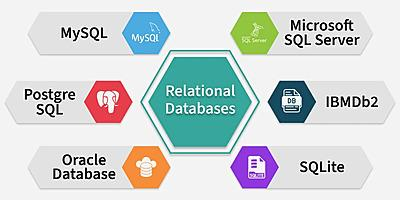 MySQL
MySQL
Microsoft
SQL Server
SQL Server
Postgre
SQL
Relational
Databases
DB
IBMDb2
Oracle
Database
SQLite